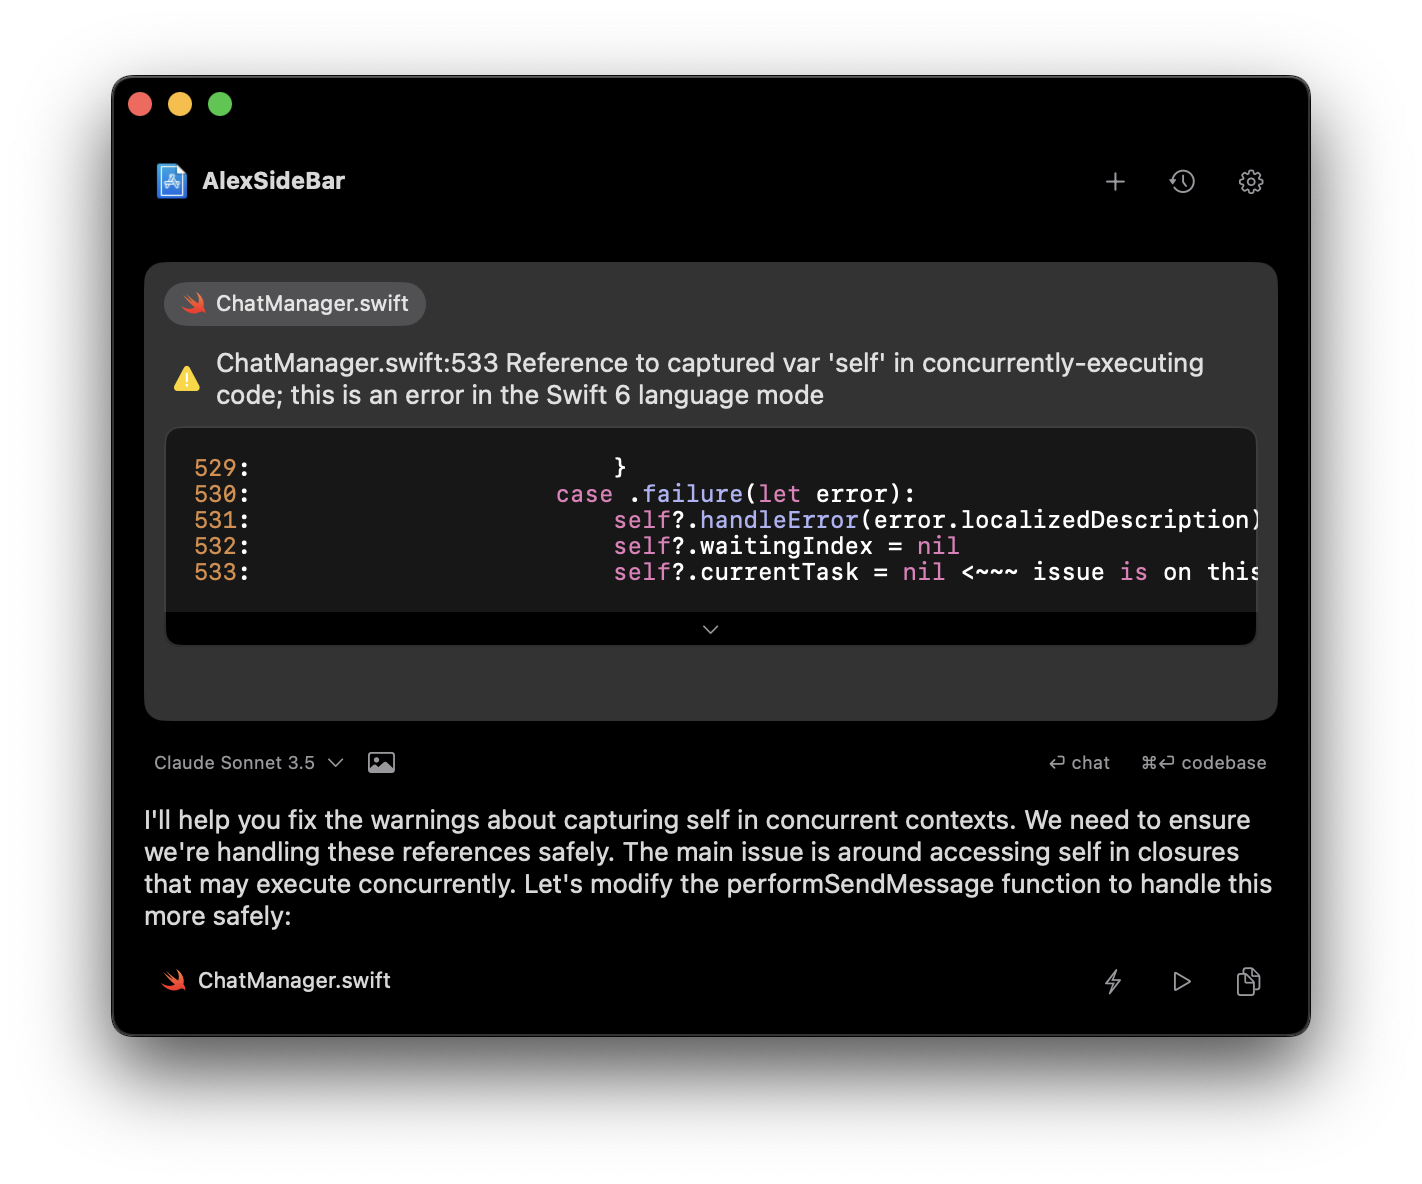 AlexSideBar
ChatManager.swift
ChatManager.swift:533 Reference to captured var 'self' in concurrently-executing
code; this is an error in the Swift 6 language mode
529: }
530: case .failure(let error):
531: self?.handleError(error.localizedDescription)
532: self?.waitingIndex = nil
533: self?.currentTask = nil <~~~ issue is on this
Claude Sonnet 3.5
↩ chat ⌘↩ codebase
I'll help you fix the warnings about capturing self in concurrent contexts. We need to ensure
we're handling these references safely. The main issue is around accessing self in closures
that may execute concurrently. Let's modify the performSendMessage function to handle this
more safely:
ChatManager.swift